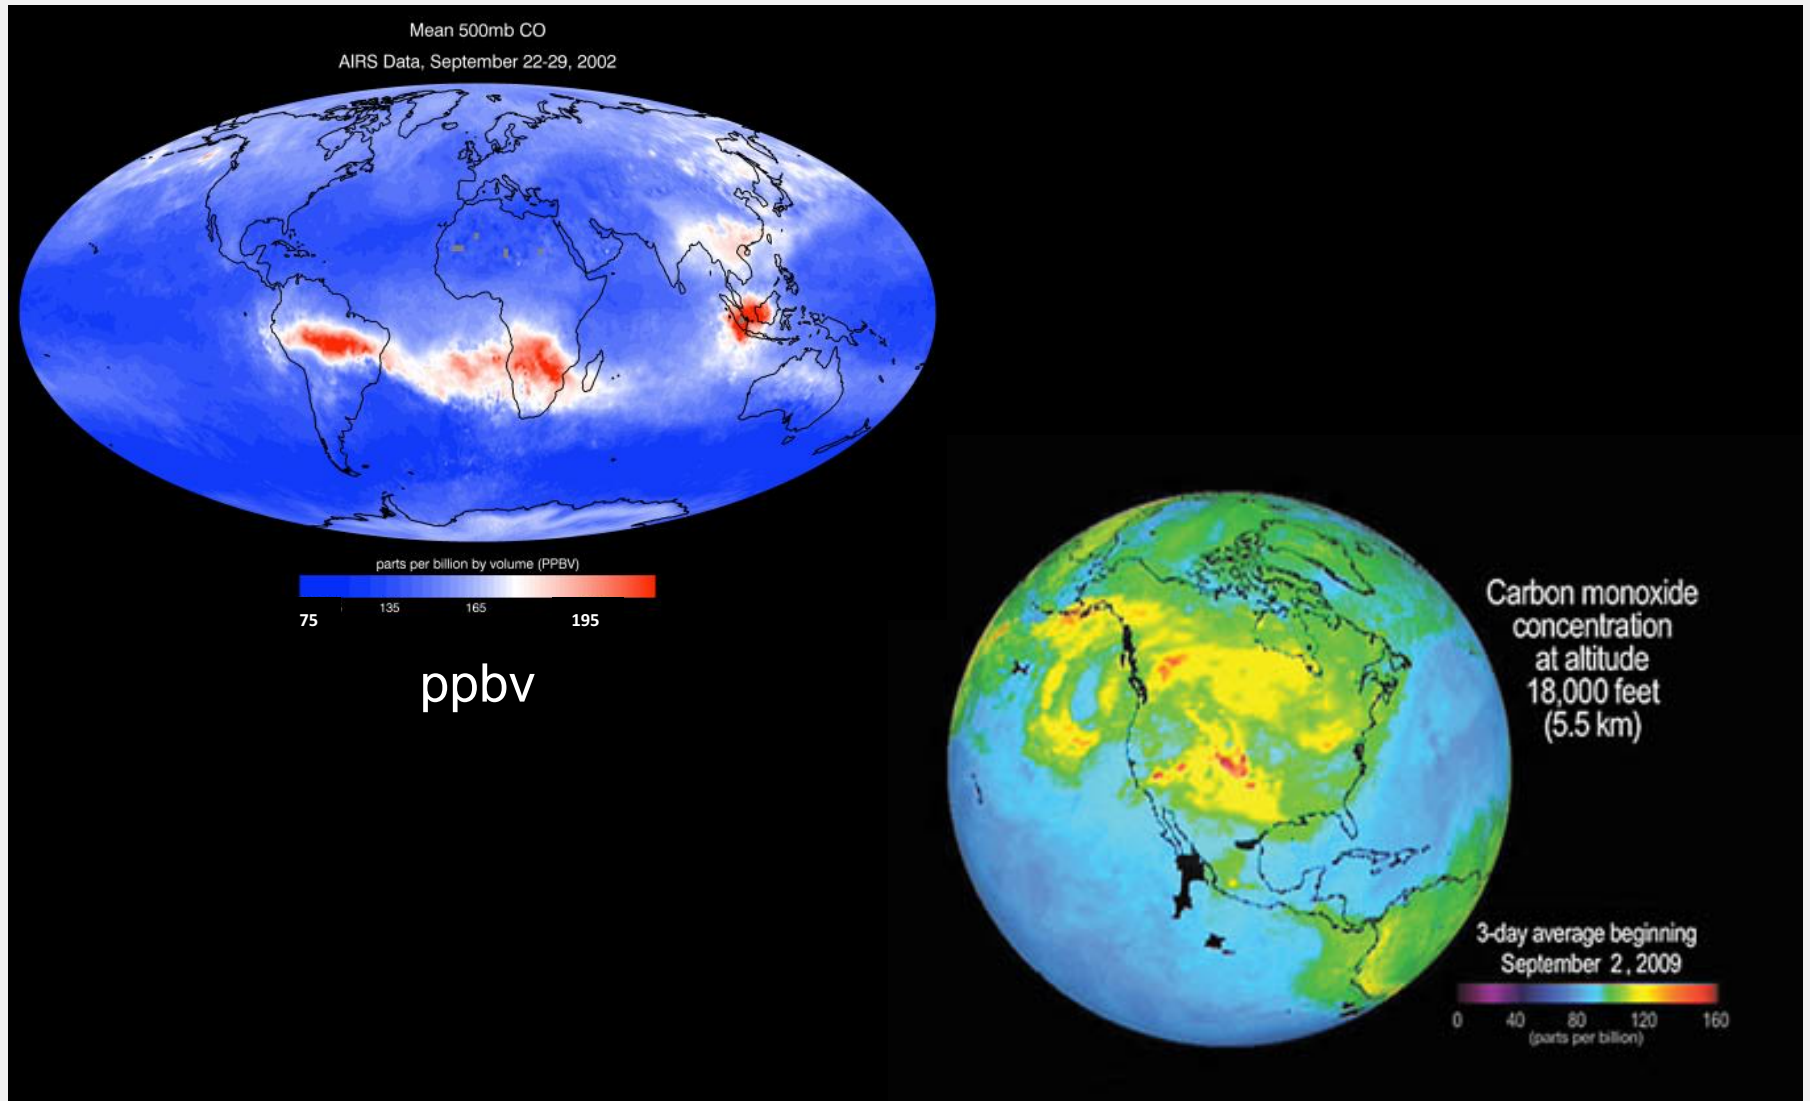 Mean 500mb CO
AIRS Data, September 22-29, 2002
parts per billion by volume (PPBV)
75 135 165 195
ppbv
Carbon monoxide
concentration
at altitude
18,000 feet
(5.5 km)
3-day average beginning
September 2, 2009
0 40 80 120 160
(parts per billion)